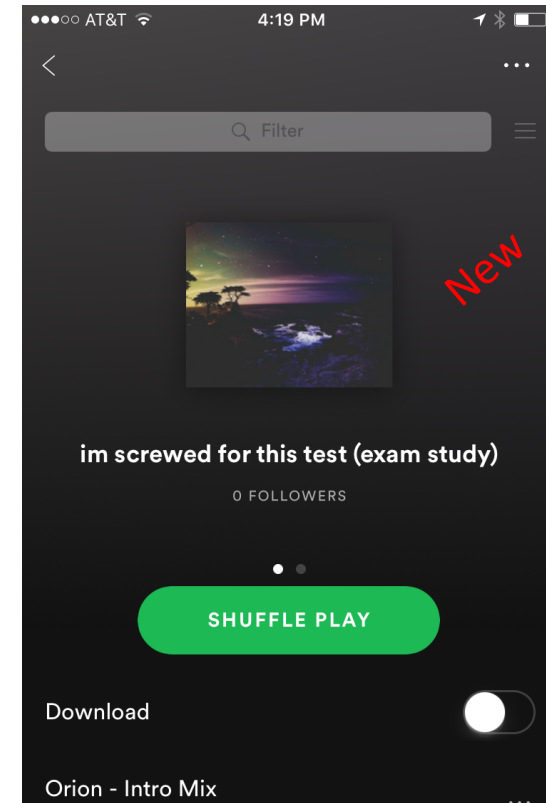 AT&T 4:19 PM
Filter
New
im screwed for this test (exam study)
0 FOLLOWERS
SHUFFLE PLAY
Download
Orion - Intro Mix